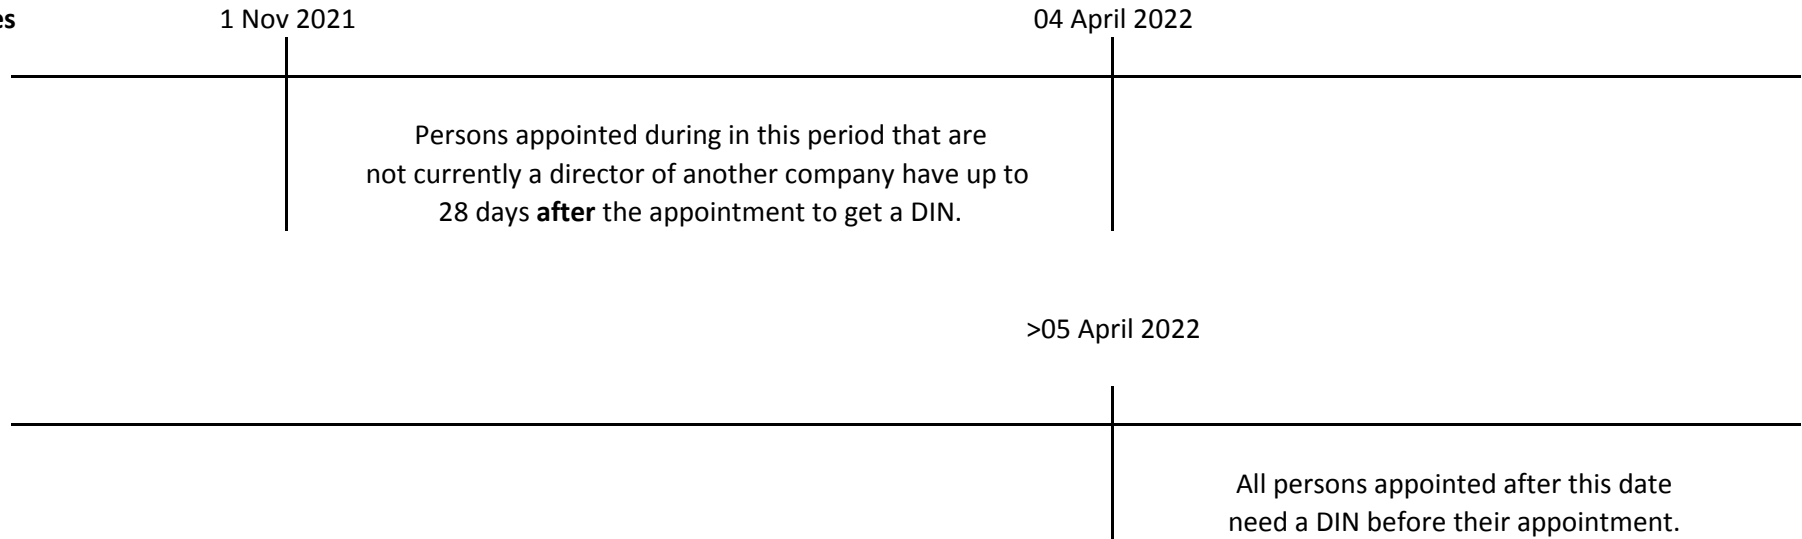 es 1 Nov 2021 04 April 2022
Persons appointed during in this period that are
not currently a director of another company have up to
28 days after the appointment to get a DIN.
>05 April 2022
All persons appointed after this date
need a DIN before their appointment.